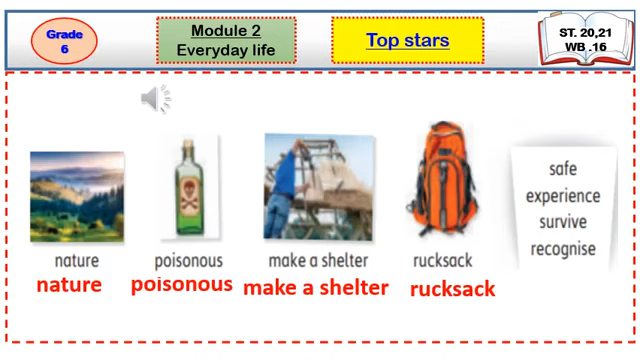 Grade
6
Module 2
Everyday life
Top stars
ST. 20,21
WB .16
nature
poisonous
make a shelter
rucksack
nature
poisonous
make a shelter
rucksack
safe
experience
survive
recognise